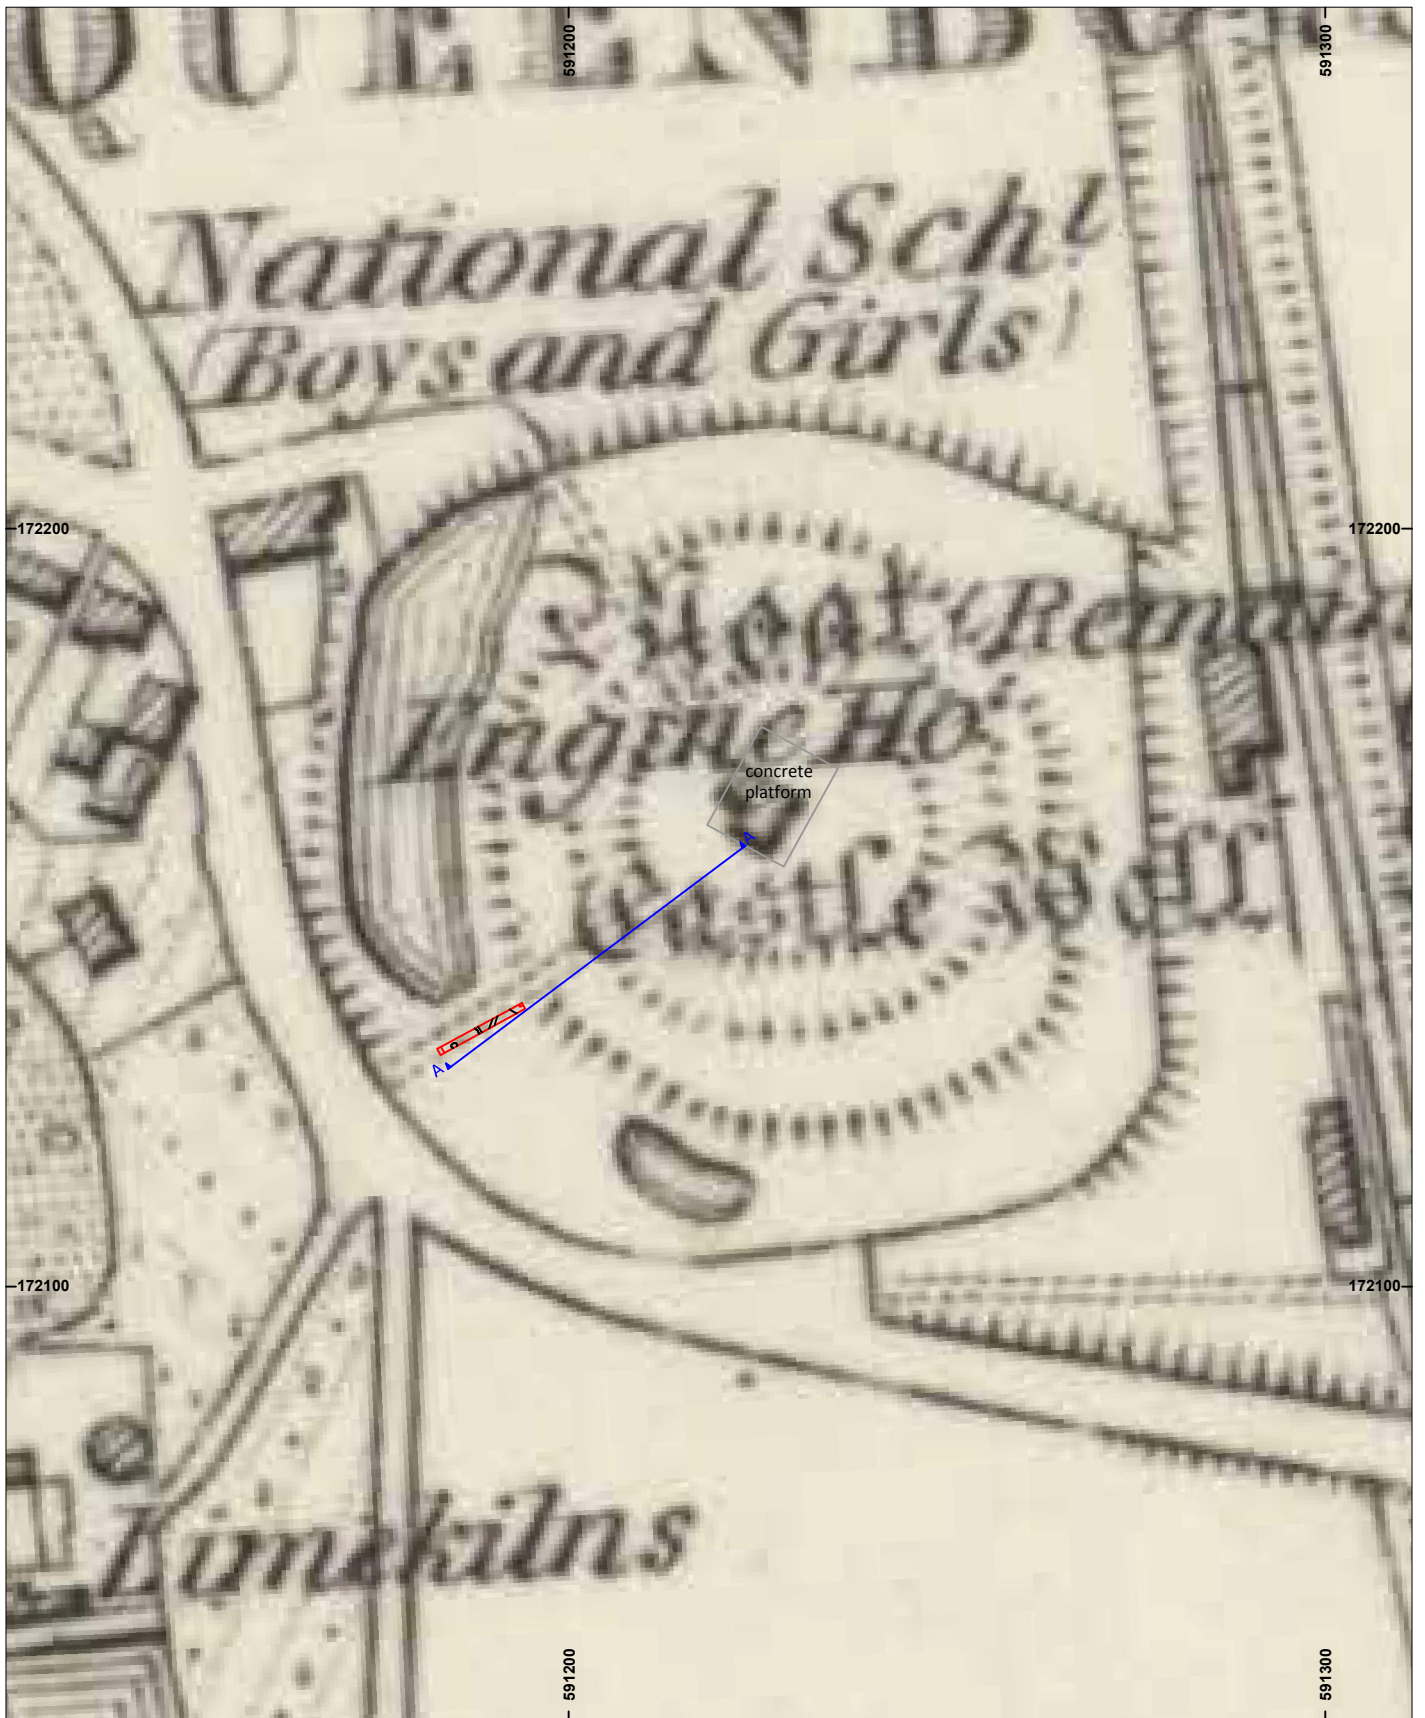 591200
591300
QUEENB
National Schl
(Boys and Girls)
172200
172200
Moat (Remains
Engine Ho.
concrete
platform
A
Castle
A
172100
172100
Limekilns
591200
591300